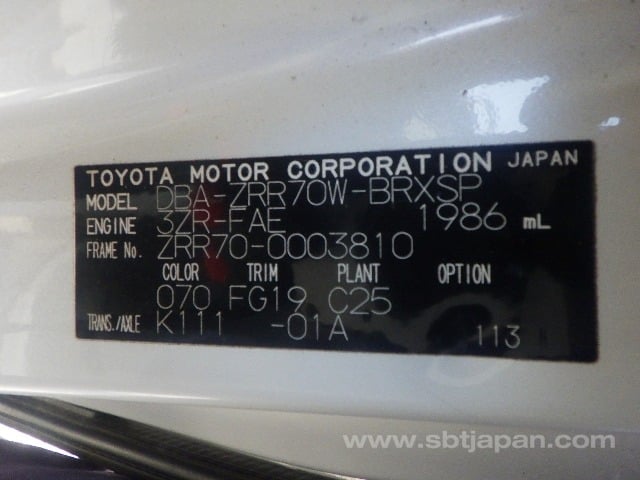 TOYOTA MOTOR CORPORATION JAPAN
MODEL DBA-ZRR70W-BRXSP
ENGINE 3ZR-FAE 1986 mL
FRAME No. ZRR70-0003810
COLOR TRIM PLANT OPTION
070 FG19 C25
TRANS./AXLE K111 -01A 113
www.sbtjapan.com